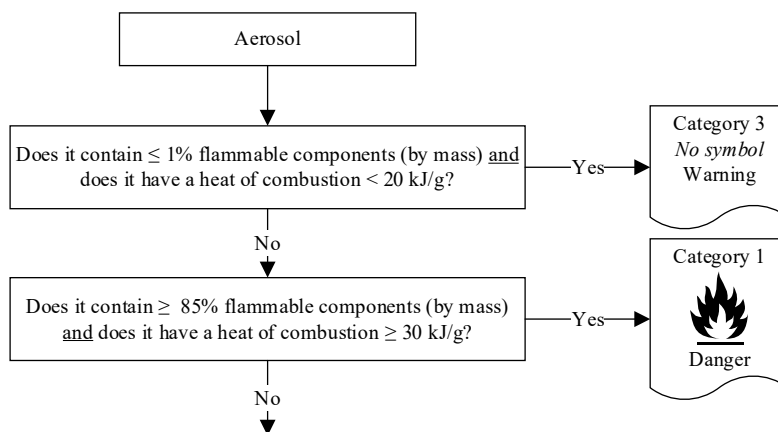 Aerosol
Does it contain ≤ 1% flammable components (by mass) and
does it have a heat of combustion < 20 kJ/g?
Yes
Category 3
No symbol
Warning
No
Does it contain ≥ 85% flammable components (by mass)
and does it have a heat of combustion ≥ 30 kJ/g?
Yes
Category 1
Danger
No